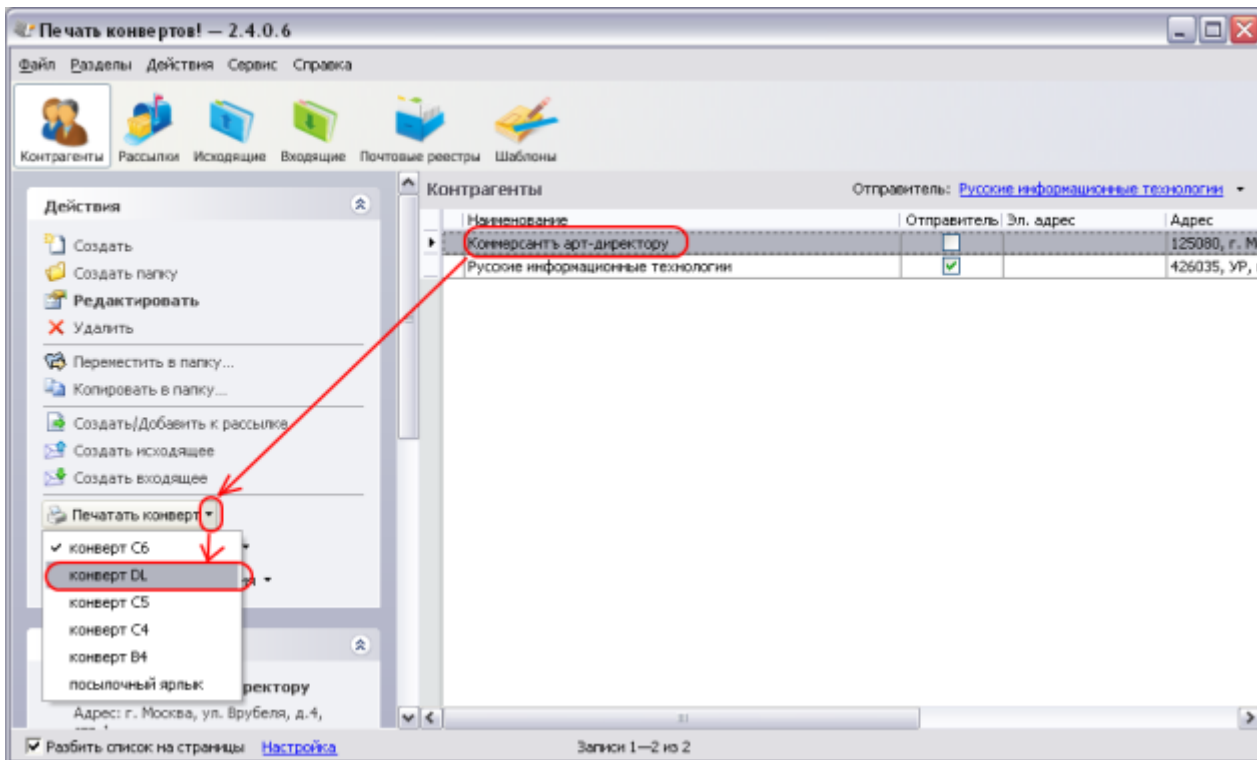 Печать конвертов! — 2.4.0.6
Файл Разделы Действия Сервис Справка
Контрагенты Рассылки Исходящие Входящие Почтовые реестры Шаблоны
Действия
Создать
Создать папку
Редактировать
Удалить
Переместить в папку...
Копировать в папку...
Создать/Добавить к рассылке
Создать исходящее
Создать входящее
Печатать конверт
конверт C6
конверт DL
конверт C5
конверт C4
конверт B4
посылочный ярлык
ректору
Адрес: г. Москва, ул. Врубеля, д.4,
Контрагенты Отправитель: Русские информационные технологии
Наименование Отправитель Эл. адрес Адрес
Коммерсантъ арт-директору 125080, г. М
Русские информационные технологии 426035, УР,
Разбить список на страницы Настройка Записи 1—2 из 2